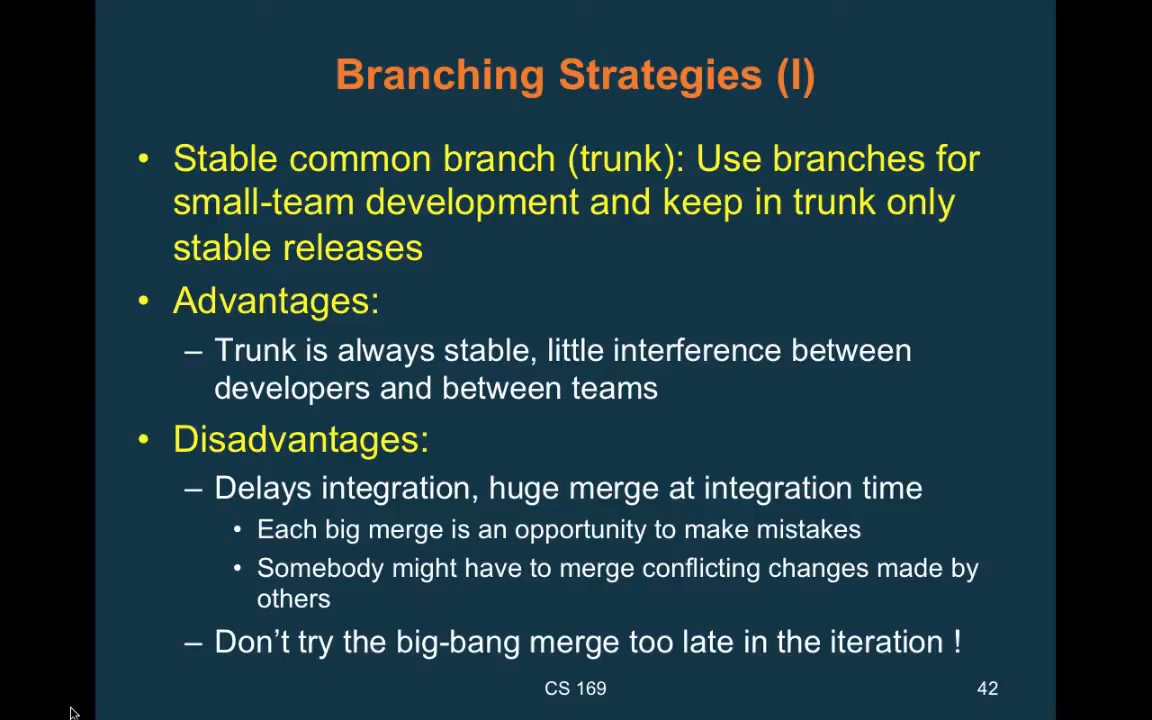 Branching Strategies (I)
• Stable common branch (trunk): Use branches for
small-team development and keep in trunk only
stable releases
• Advantages:
– Trunk is always stable, little interference between
developers and between teams
• Disadvantages:
– Delays integration, huge merge at integration time
• Each big merge is an opportunity to make mistakes
• Somebody might have to merge conflicting changes made by
others
– Don’t try the big-bang merge too late in the iteration !
CS 169
42